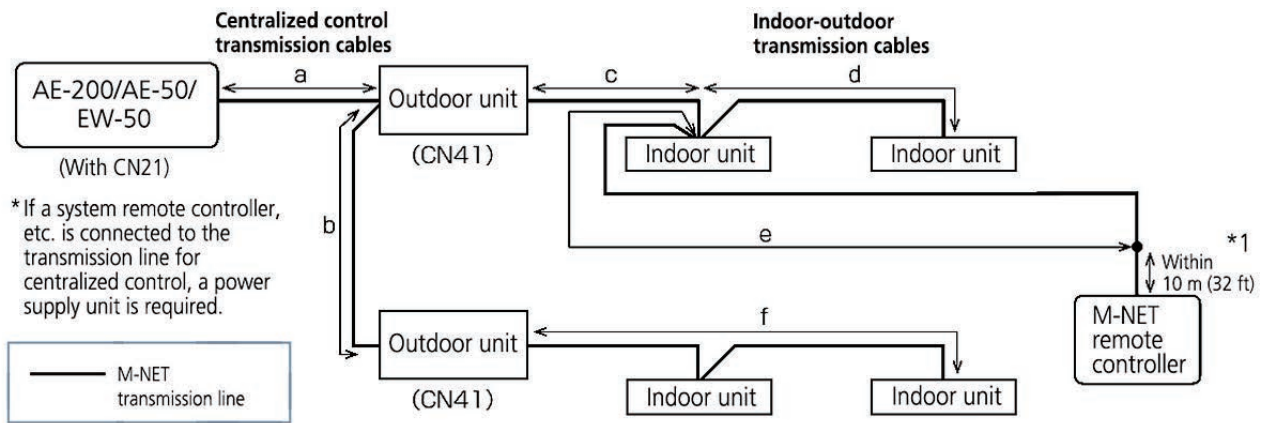 Centralized control
transmission cables
Indoor-outdoor
transmission cables
a
c
d
AE-200/AE-50/
EW-50
Outdoor unit
(CN41)
Indoor unit
Indoor unit
(With CN21)
*If a system remote controller,
etc. is connected to the
transmission line for
centralized control, a power
supply unit is required.
b
e
*1
Within
10 m (32 ft)
M-NET
remote
controller
f
Outdoor unit
(CN41)
Indoor unit
Indoor unit
M-NET
transmission line